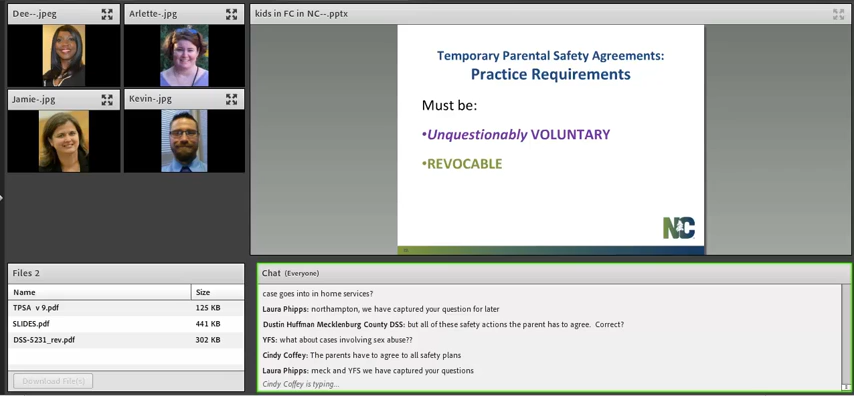 Dee--.jpeg
Arlette-.jpg
Jamie-.jpg
Kevin-.jpg
kids in FC in NC--.pptx
Temporary Parental Safety Agreements:
Practice Requirements
Must be:
•Unquestionably VOLUNTARY
•REVOCABLE
NC
Files 2
Name Size
TPSA v 9.pdf 125 KB
SLIDES.pdf 441 KB
DSS-5231_rev.pdf 302 KB
Download File(s)
Chat (Everyone)
case goes into in home services?
Laura Phipps: northampton, we have captured your question for later
Dustin Huffman Mecklenburg County DSS: but all of these safety actions the parent has to agree. Correct?
YFS: what about cases involving sex abuse??
Cindy Coffey: The parents have to agree to all safety plans
Laura Phipps: meck and YFS we have captured your questions
Cindy Coffey is typing...